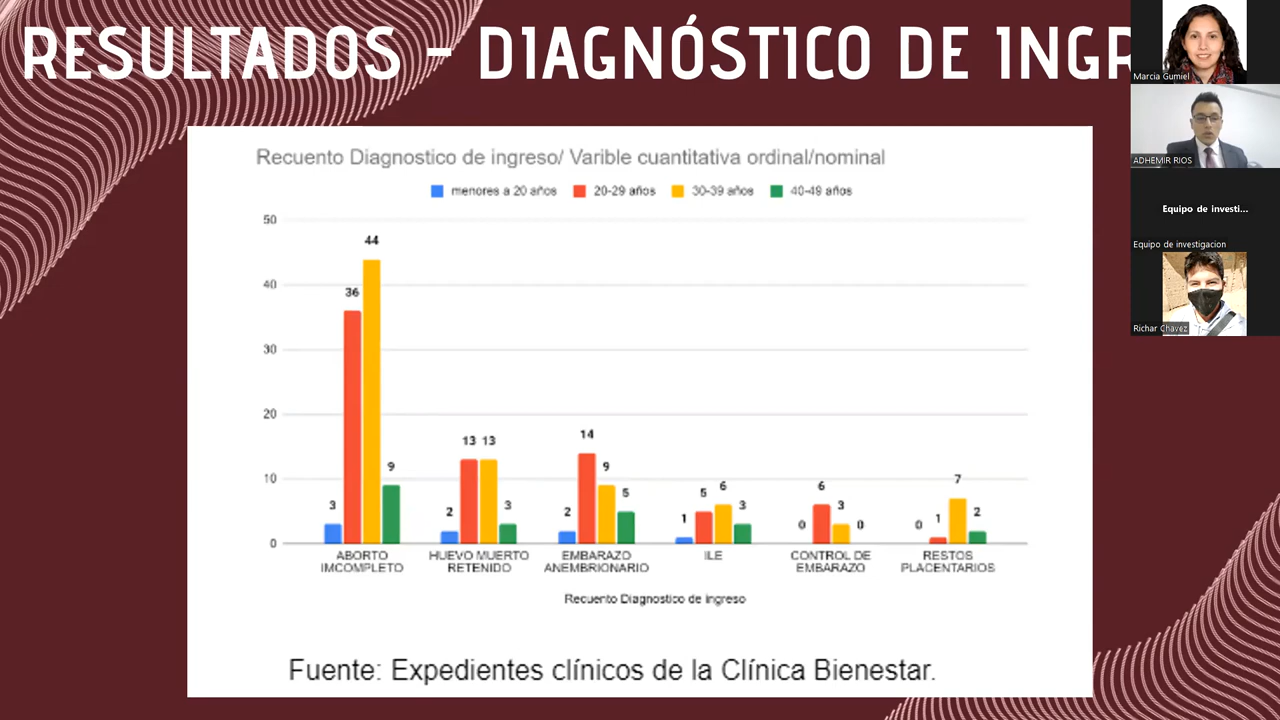 RESULTADOS - DIAGNÓSTICO DE INGR
Marcia Gumiel
ADHEMIR RIOS
Equipo de investi...
Equipo de investigacion
Richar Chavez
Recuento Diagnostico de ingreso/ Varible cuantitativa ordinal/nominal
menores a 20 años 20-29 años 30-39 años 40-49 años
50
40
30
20
10
0
3 36 44 9
2 13 13 3
2 14 9 5
1 5 6 3
0 6 3 0
0 1 7 2
ABORTO
IMCOMPLETO
HUEVO MUERTO
RETENIDO
EMBARAZO
ANEMBRIONARIO
ILE
CONTROL DE
EMBARAZO
RESTOS
PLACENTARIOS
Recuento Diagnostico de ingreso
Fuente: Expedientes clínicos de la Clínica Bienestar.